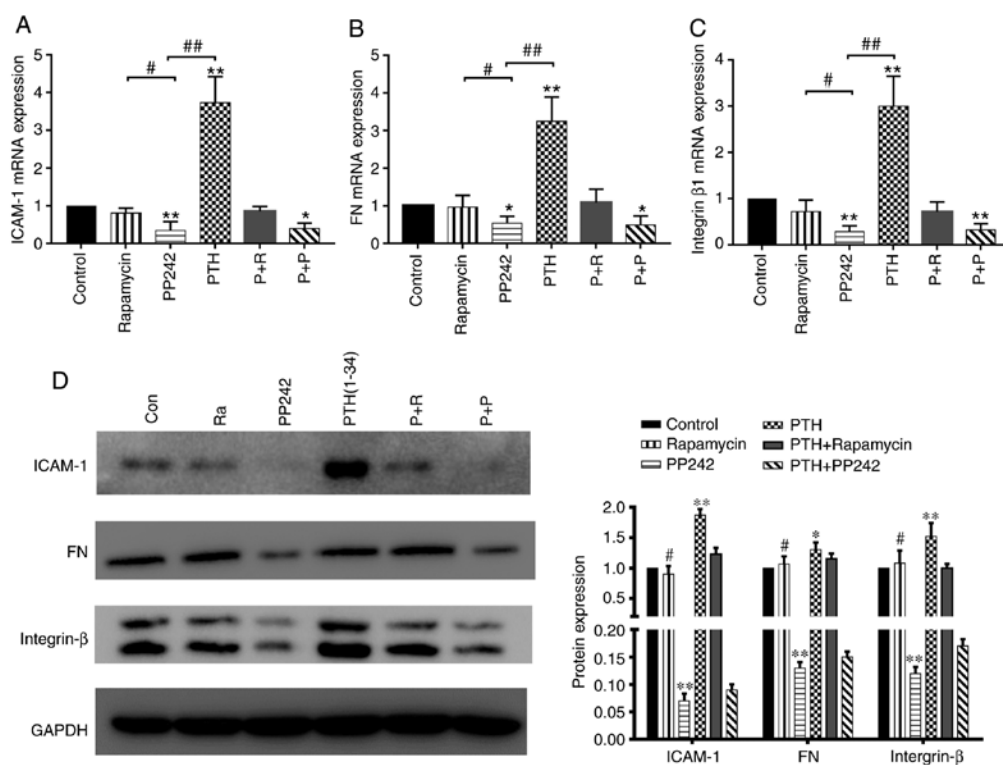 A
ICAM-1 mRNA expression
5
4
3
2
1
0
#
##
**
**
*
Control
Rapamycin
PP242
PTH
P+R
P+P
B
FN mRNA expression
5
4
3
2
1
0
#
##
*
**
*
Control
Rapamycin
PP242
PTH
P+R
P+P
C
Integrin β1 mRNA expression
5
4
3
2
1
0
#
##
**
**
**
Control
Rapamycin
PP242
PTH
P+R
P+P
D
Con
Ra
PP242
PTH(1-34)
P+R
P+P
ICAM-1
FN
Integrin-β
GAPDH
Control
Rapamycin
PP242
PTH
PTH+Rapamycin
PTH+PP242
Protein expression
2.0
1.5
1.0
0.5
0.20
0.15
0.10
0.05
0.00
#
**
**
#
**
*
#
**
**
ICAM-1
FN
Intergrin-β